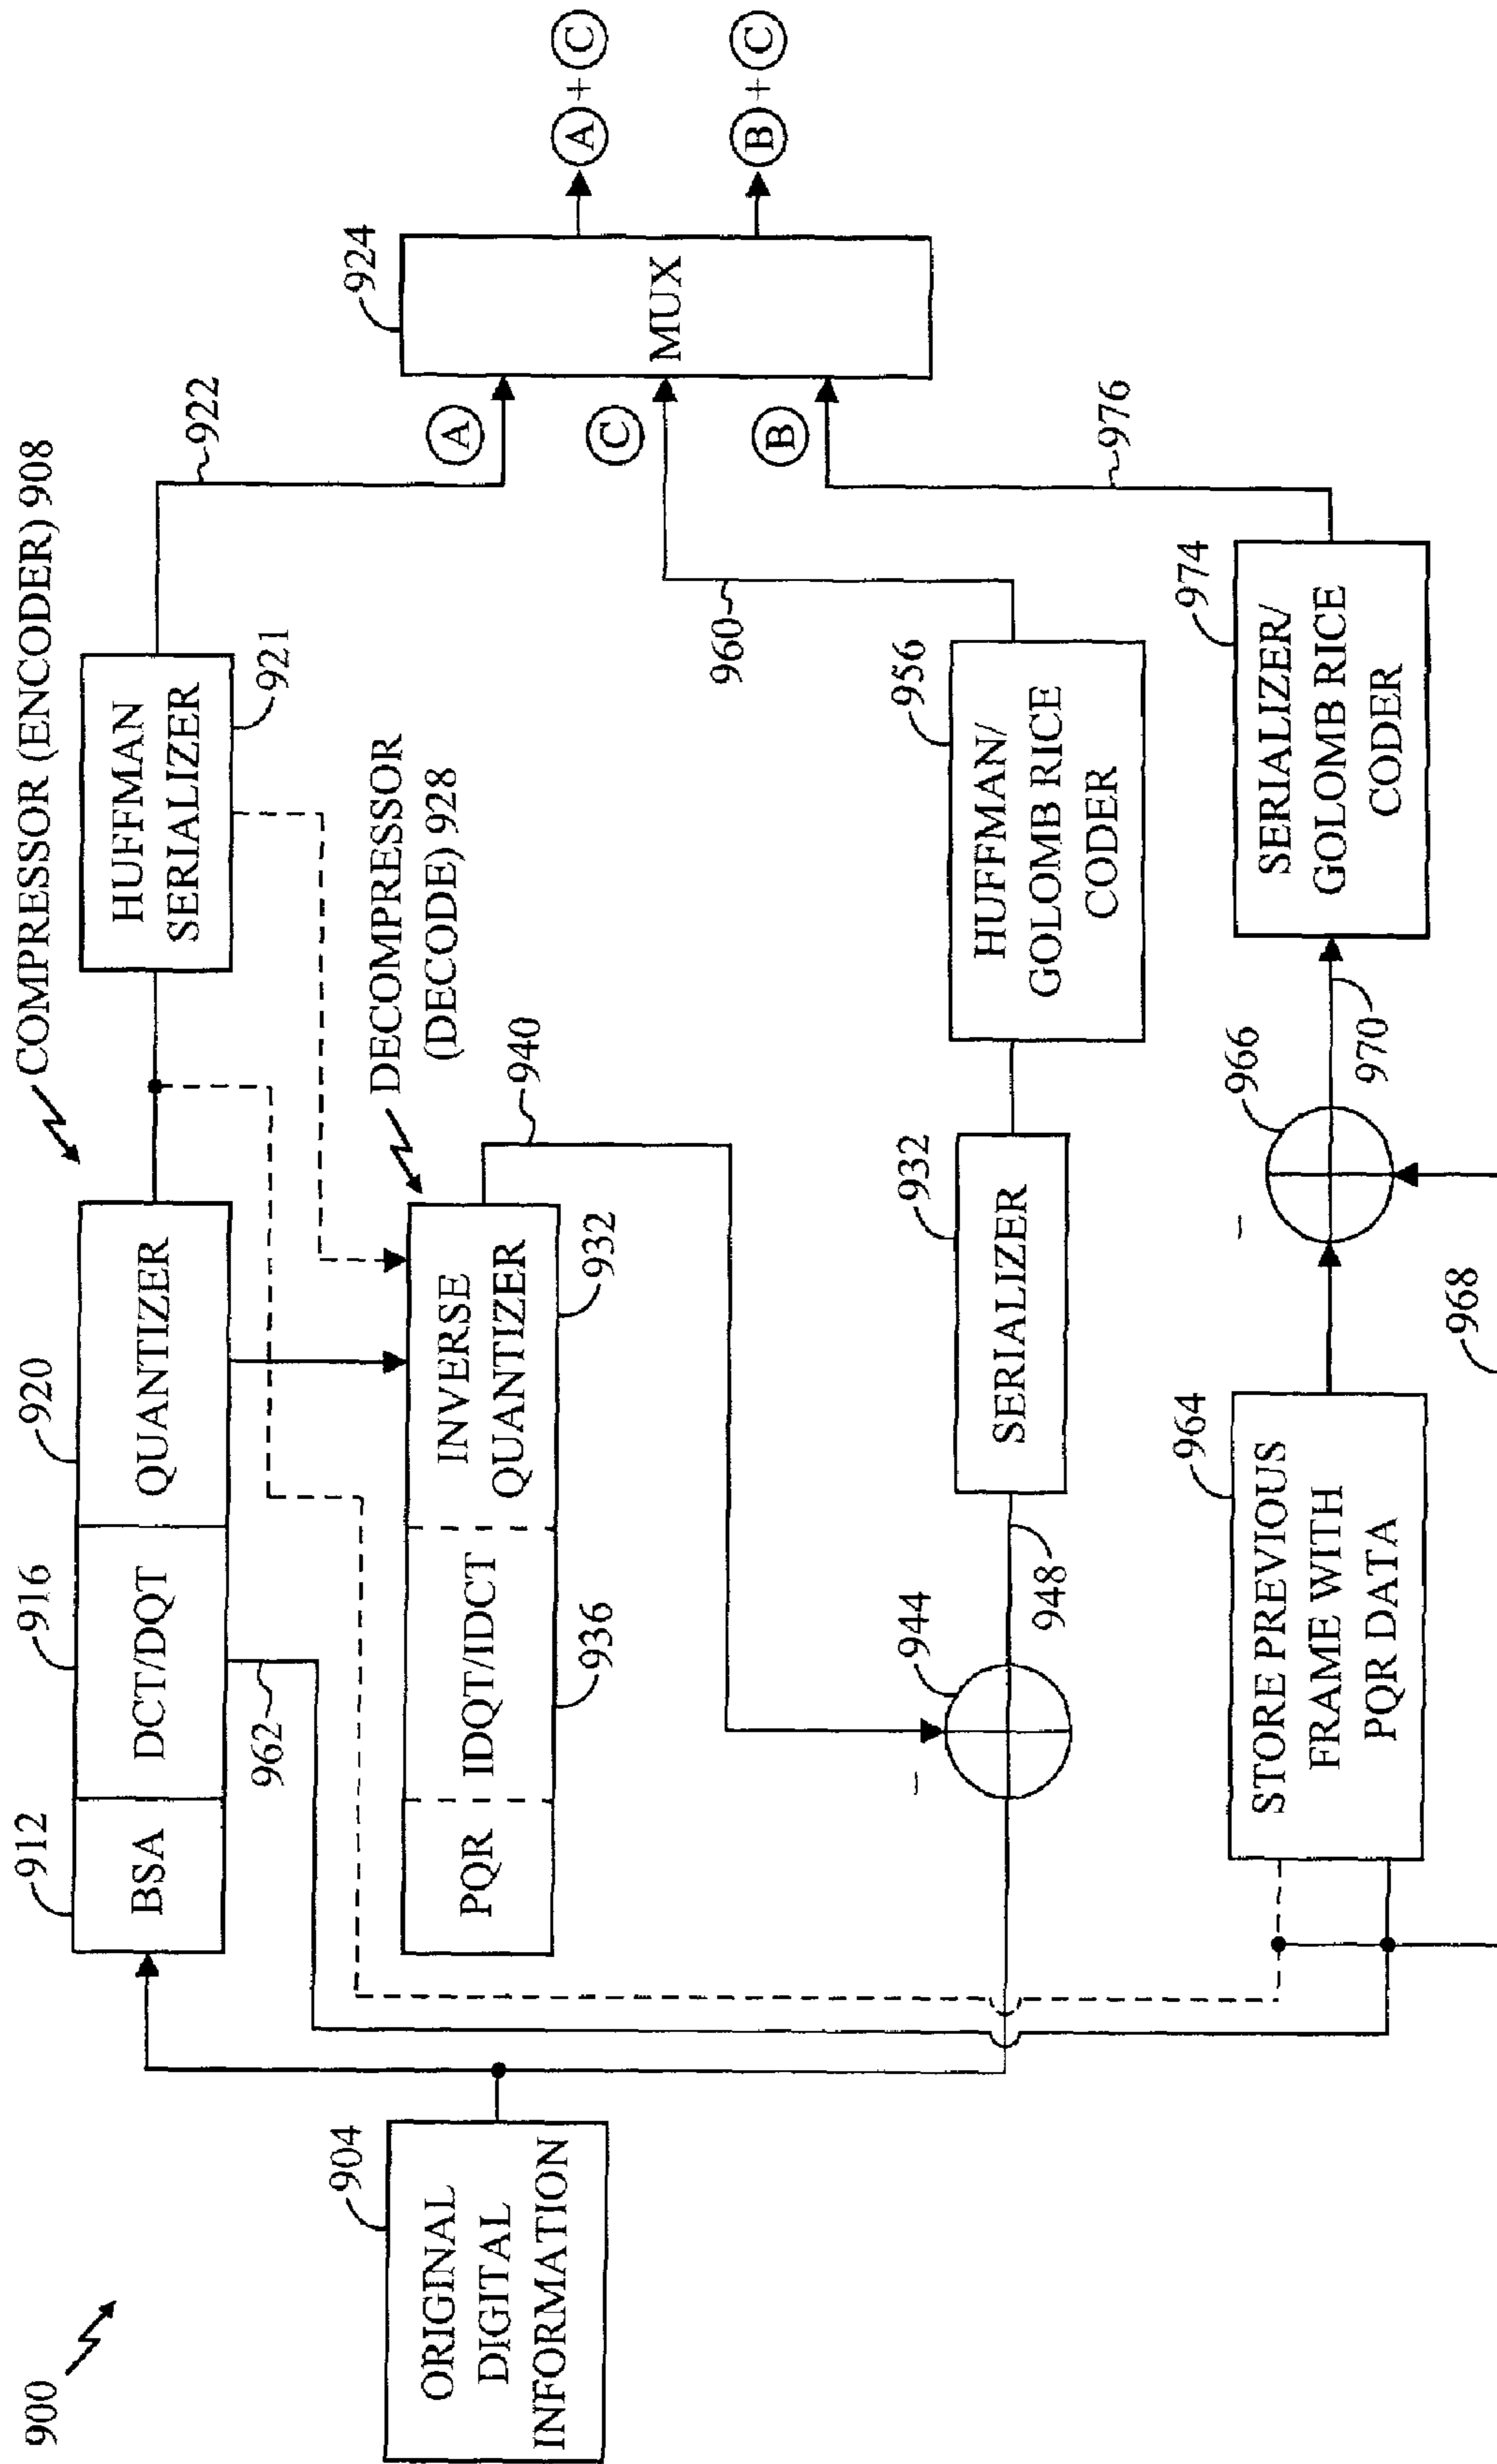 900
904
ORIGINAL
DIGITAL
INFORMATION
COMPRESSOR (ENCODER) 908
912
BSA
916
DCT/DQT
920
QUANTIZER
962
HUFFMAN
SERIALIZER
921
922
DECOMPRESSOR
(DECODE) 928
PQR
IDQT/IDCT
936
INVERSE
QUANTIZER
932
940
944
–
948
SERIALIZER
932
HUFFMAN/
GOLOMB RICE
CODER
956
960
STORE PREVIOUS
FRAME WITH
PQR DATA
964
968
–
966
970
SERIALIZER/
GOLOMB RICE
CODER
974
976
A
C
B
MUX
924
A + C
B + C